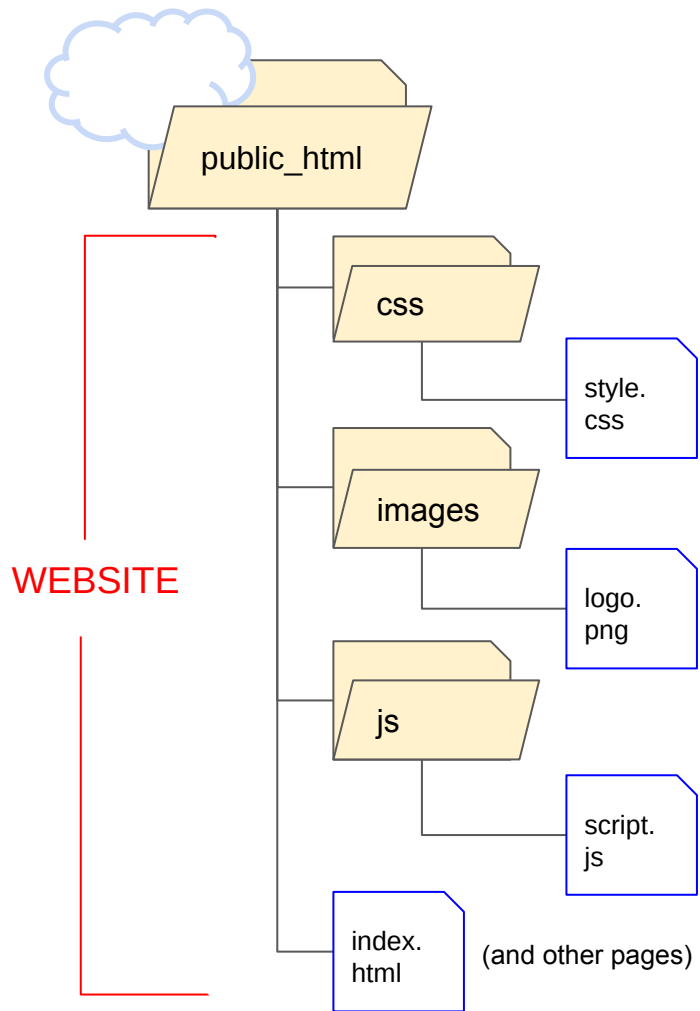 public_html
css
style.
css
images
WEBSITE
logo.
png
js
script.
js
index.
html
(and other pages)